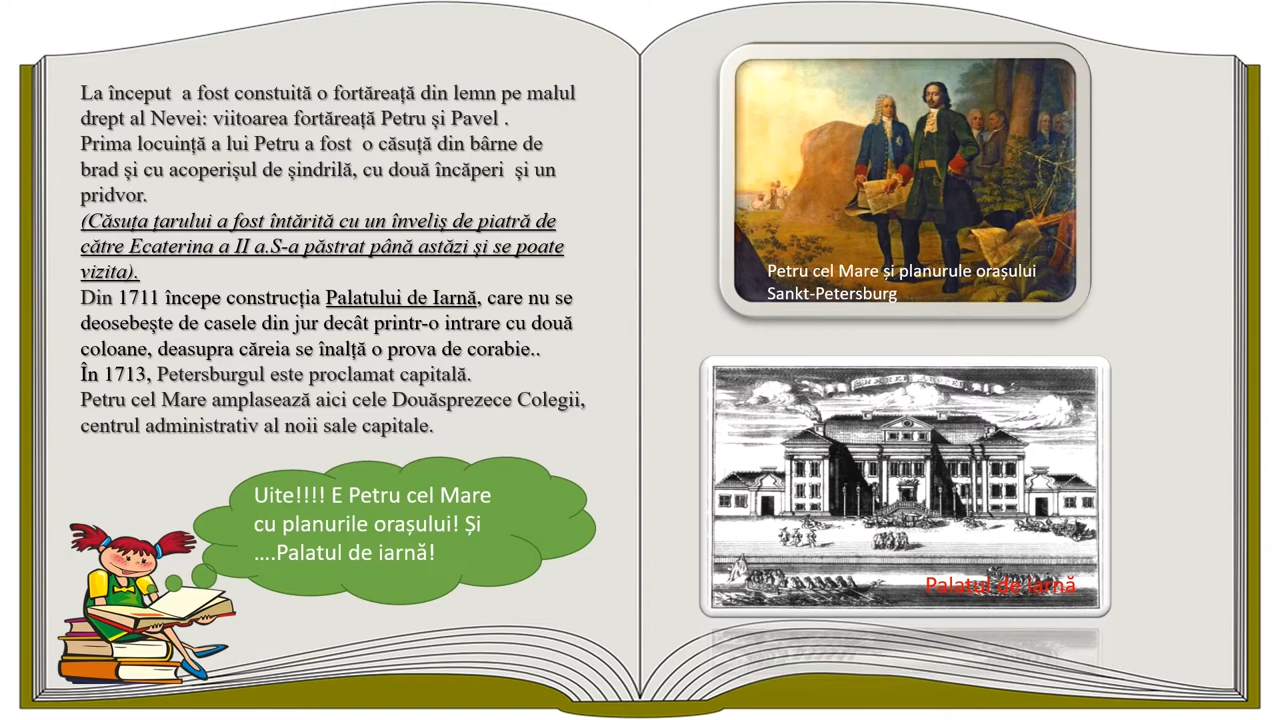 La început a fost constuită o fortăreață din lemn pe malul
drept al Nevei: viitoarea fortăreață Petru și Pavel .
Prima locuință a lui Petru a fost o căsuță din bârne de
brad și cu acoperișul de șindrilă, cu două încăperi și un
pridvor.
(Căsuța țarului a fost întărită cu un înveliș de piatră de
către Ecaterina a II a.S-a păstrat până astăzi și se poate
vizita).
Din 1711 începe construcția Palatului de Iarnă, care nu se
deosebește de casele din jur decât printr-o intrare cu două
coloane, deasupra căreia se înalță o prova de corabie..
În 1713, Petersburgul este proclamat capitală.
Petru cel Mare amplasează aici cele Douăsprezece Colegii,
centrul administrativ al noii sale capitale.
Uite!!!! E Petru cel Mare
cu planurile orașului! Și
....Palatul de iarnă!
Petru cel Mare și planurule orașului
Sankt-Petersburg
Palatul de Iarnă